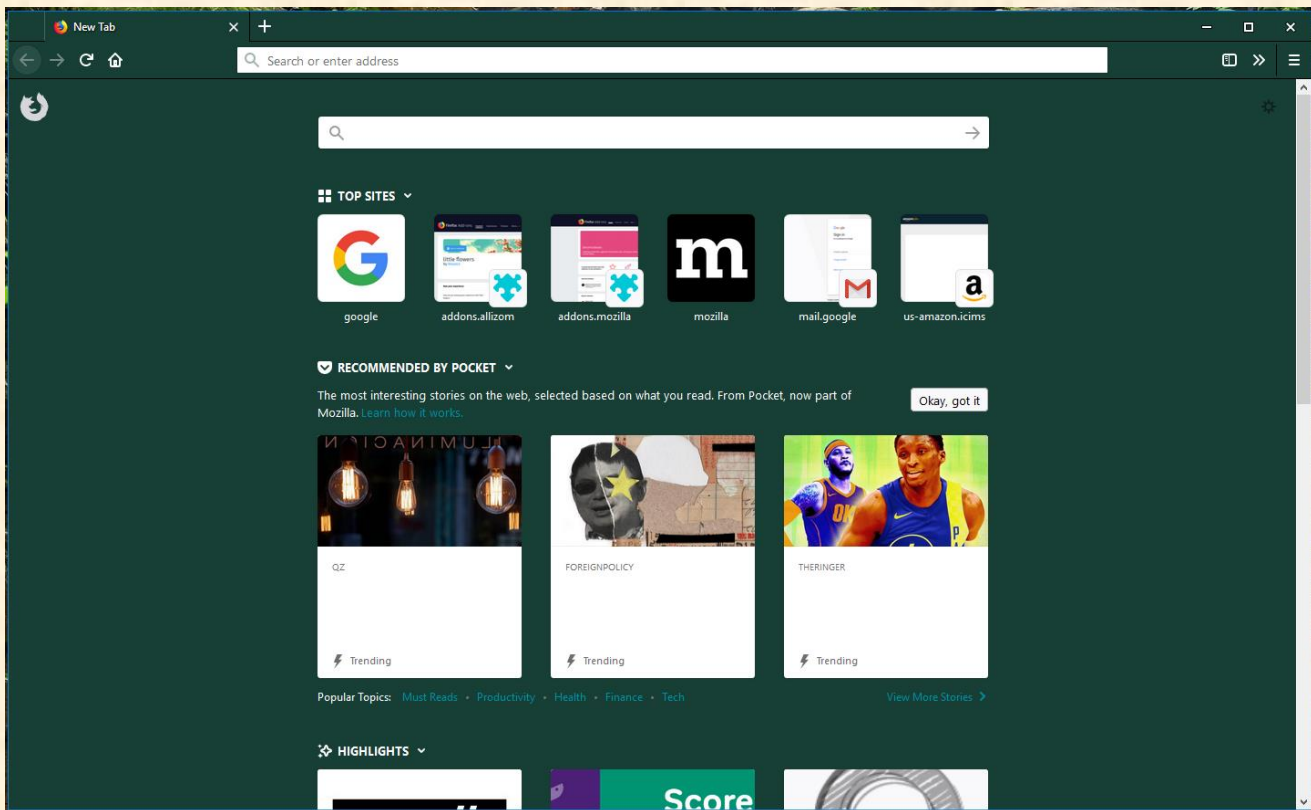 New Tab
Search or enter address
TOP SITES
google
addons.allizom
addons.mozilla
mozilla
mail.google
us-amazon.icims
RECOMMENDED BY POCKET
The most interesting stories on the web, selected based on what you read. From Pocket, now part of
Mozilla. Learn how it works.
Okay, got it
QZ
FOREIGNPOLICY
THERINGER
Trending
Trending
Trending
Popular Topics: Must Reads • Productivity • Health • Finance • Tech
View More Stories
HIGHLIGHTS
Score